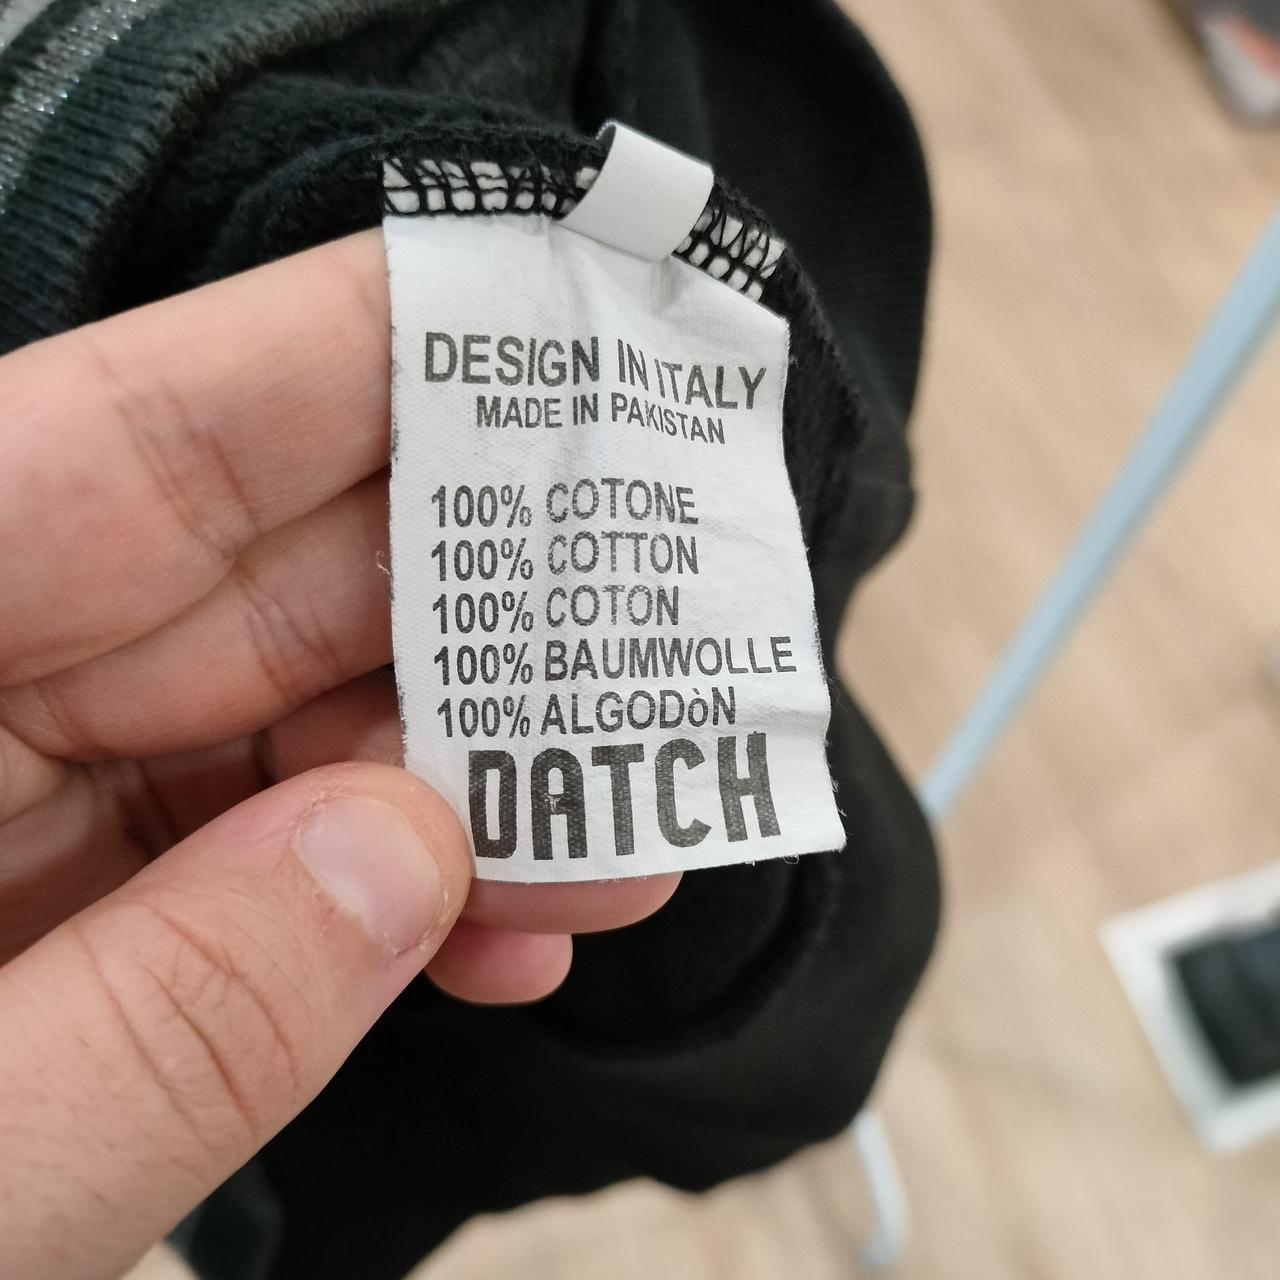 DESIGN IN ITALY
MADE IN PAKISTAN
100% COTONE
100% COTTON
100% COTON
100% BAUMWOLLE
100% ALGODòN
DATCH